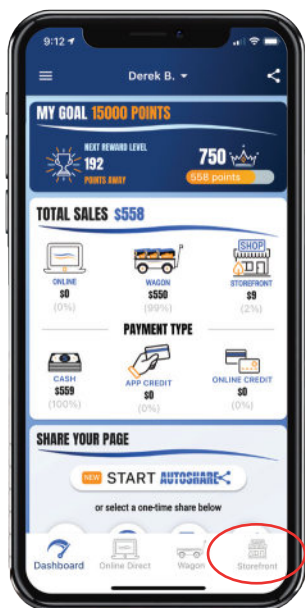 9:12
Derek B.
MY GOAL 15000 POINTS
NEXT REWARD LEVEL
192
POINTS AWAY
750
558 points
TOTAL SALES $558
SHOP
ONLINE
$0
(0%)
WAGON
$550
(99%)
STOREFRONT
$9
(2%)
PAYMENT TYPE
CASH
$559
(100%)
APP CREDIT
$0
(0%)
ONLINE CREDIT
$0
(0%)
SHARE YOUR PAGE
NEW START AUTOSHARE
or select a one-time share below
Dashboard
Online Direct
Wagon
Storefront